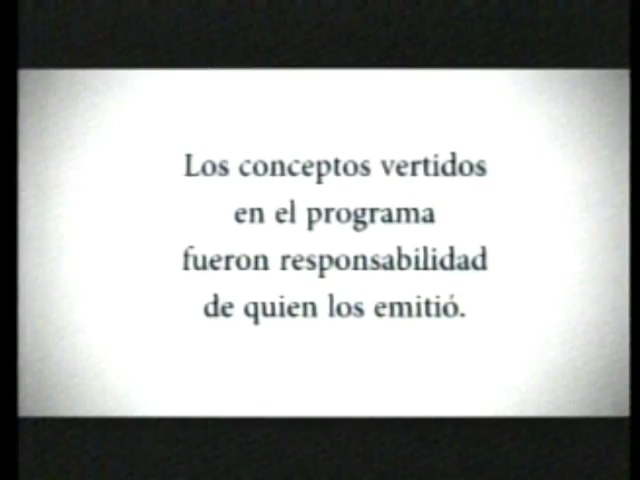 Los conceptos vertidos
en el programa
fueron responsabilidad
de quien los emitió.